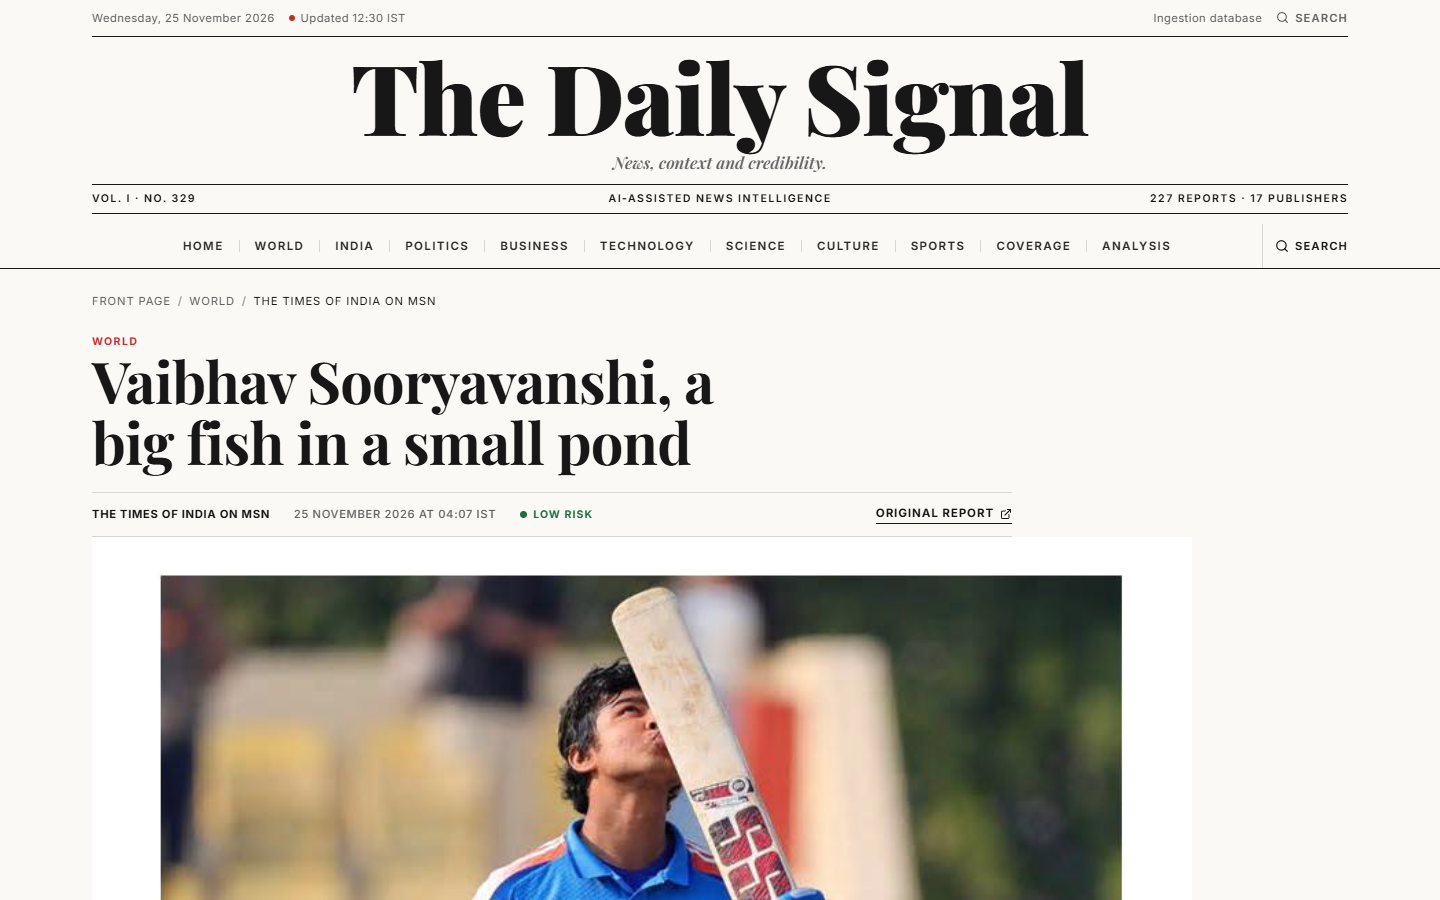 Wednesday, 25 November 2026 Updated 12:30 IST Ingestion database SEARCH
The Daily Signal
News, context and credibility.
VOL. I · NO. 329 AI-ASSISTED NEWS INTELLIGENCE 227 REPORTS · 17 PUBLISHERS
HOME WORLD INDIA POLITICS BUSINESS TECHNOLOGY SCIENCE CULTURE SPORTS COVERAGE ANALYSIS SEARCH
FRONT PAGE / WORLD / THE TIMES OF INDIA ON MSN
WORLD
Vaibhav Sooryavanshi, a
big fish in a small pond
THE TIMES OF INDIA ON MSN 25 NOVEMBER 2026 AT 04:07 IST LOW RISK ORIGINAL REPORT
SS